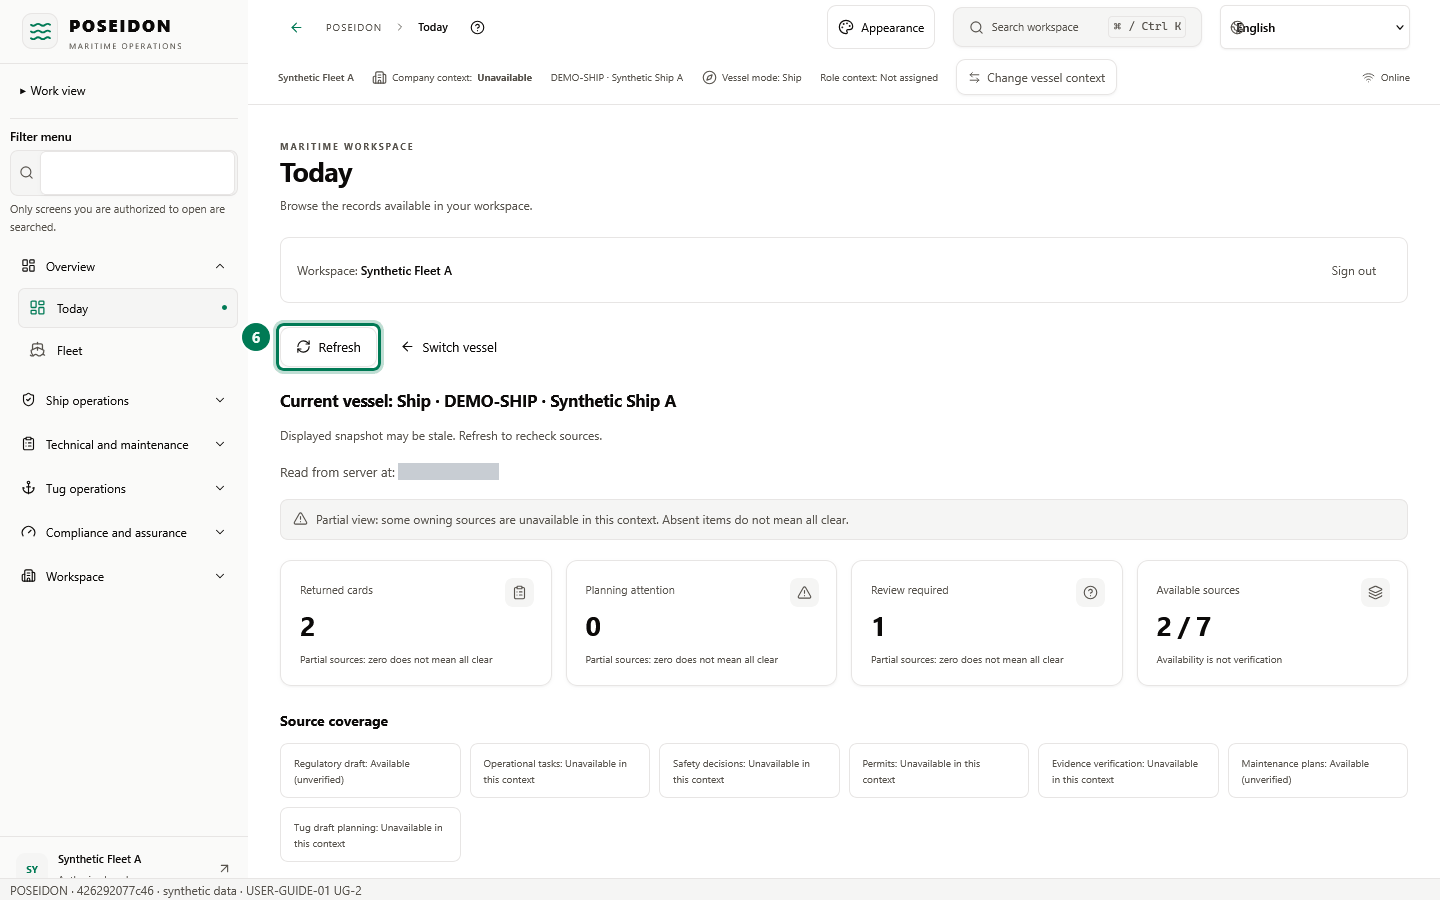 POSEIDON
MARITIME OPERATIONS
Work view
Filter menu
Only screens you are authorized to open are
searched.
Overview
Today
Fleet
Ship operations
Technical and maintenance
Tug operations
Compliance and assurance
Workspace
SY
Synthetic Fleet A
POSEIDON
Today
Appearance
Search workspace
⌘ / Ctrl K
English
Synthetic Fleet A
Company context: Unavailable
DEMO-SHIP · Synthetic Ship A
Vessel mode: Ship
Role context: Not assigned
Change vessel context
Online
MARITIME WORKSPACE
Today
Browse the records available in your workspace.
Workspace: Synthetic Fleet A
Sign out
6
Refresh
Switch vessel
Current vessel: Ship · DEMO-SHIP · Synthetic Ship A
Displayed snapshot may be stale. Refresh to recheck sources.
Read from server at:
Partial view: some owning sources are unavailable in this context. Absent items do not mean all clear.
Returned cards
2
Partial sources: zero does not mean all clear
Planning attention
0
Partial sources: zero does not mean all clear
Review required
1
Partial sources: zero does not mean all clear
Available sources
2 / 7
Availability is not verification
Source coverage
Regulatory draft: Available
(unverified)
Operational tasks: Unavailable in
this context
Safety decisions: Unavailable in
this context
Permits: Unavailable in this
context
Evidence verification: Unavailable
in this context
Maintenance plans: Available
(unverified)
Tug draft planning: Unavailable in
this context
POSEIDON · 426292077c46 · synthetic data · USER-GUIDE-01 UG-2